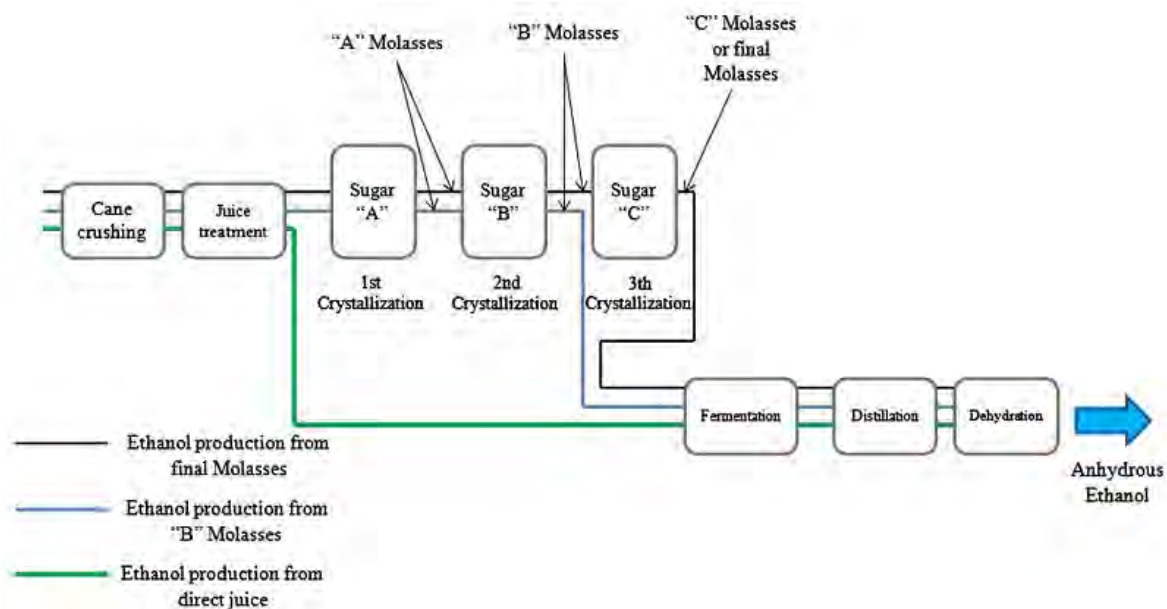 “A” Molasses
“B” Molasses
“C” Molasses
or final
Molasses
Cane
crushing
Juice
treatment
Sugar
“A”
Sugar
“B”
Sugar
“C”
1st
Crystallization
2nd
Crystallization
3th
Crystallization
Fermentation
Distillation
Dehydration
Anhydrous
Ethanol
Ethanol production from
final Molasses
Ethanol production from
“B” Molasses
Ethanol production from
direct juice